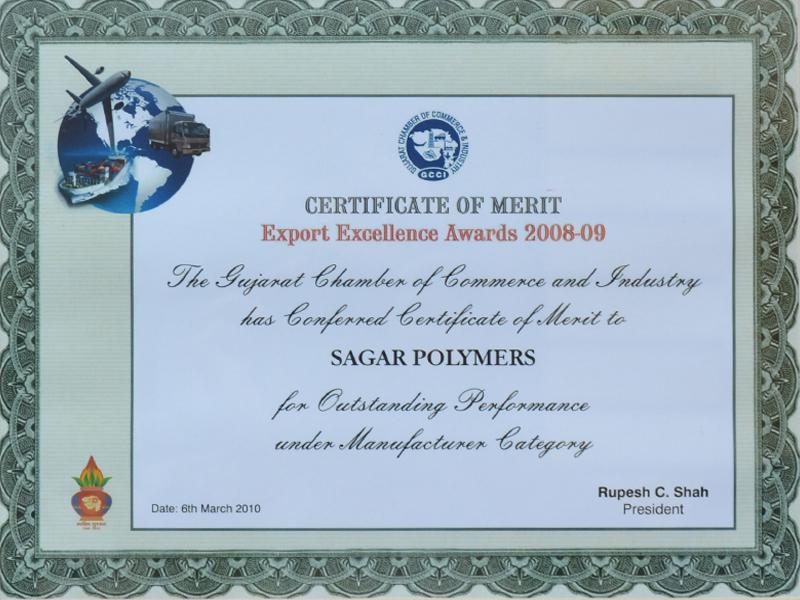 GUJARAT CHAMBER OF COMMERCE & INDUSTRY
GCCI
CERTIFICATE OF MERIT
Export Excellence Awards 2008-09
The Gujarat Chamber of Commerce and Industry
has Conferred Certificate of Merit to
SAGAR POLYMERS
for Outstanding Performance
under Manufacturer Category
Date: 6th March 2010
Rupesh C. Shah
President